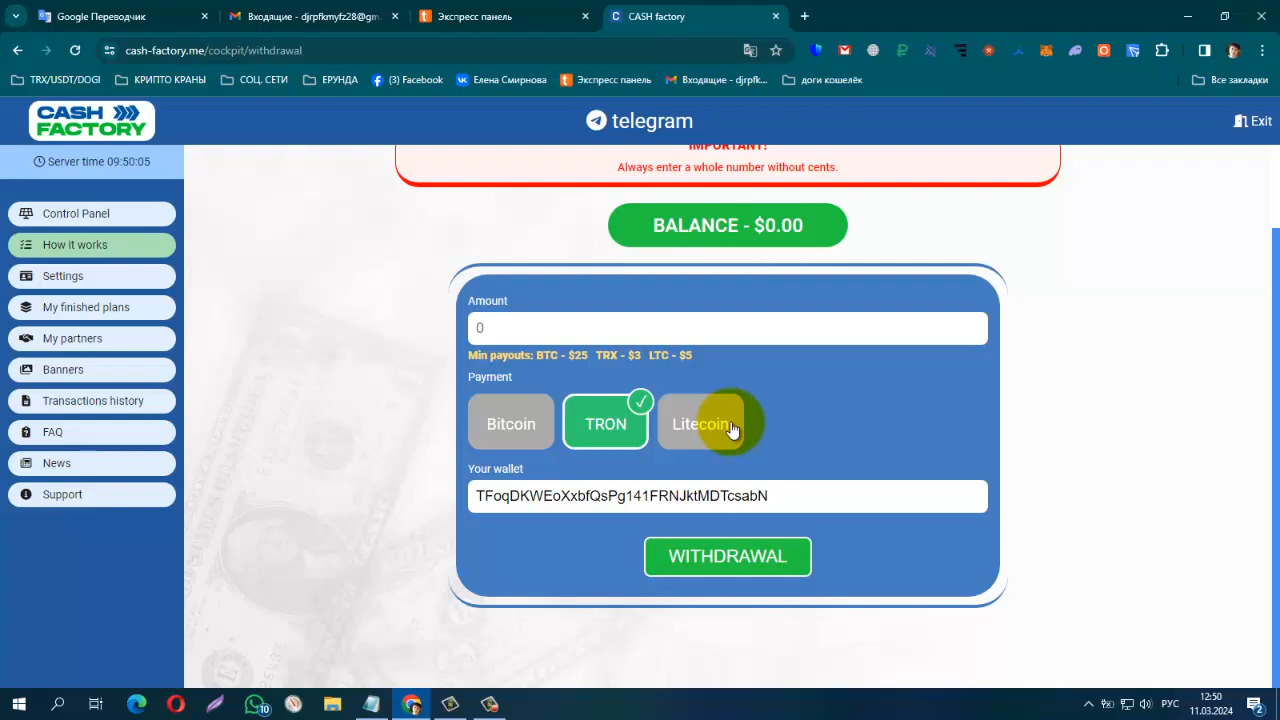 Google Переводчик
Входящие - djrpfkmyfz28@gm
Экспресс панель
CASH factory
cash-factory.me/cockpit/withdrawal
TRX/USDT/DOGI
КРИПТО КРАНЫ
СОЦ. СЕТИ
ЕРУНДА
(3) Facebook
Елена Смирнова
Экспресс панель
Входящие - djrpfk...
доги кошелёк
Все закладки
CASH
FACTORY
telegram
Exit
Server time 09:50:05
IMPORTANT!
Always enter a whole number without cents.
Control Panel
How it works
Settings
My finished plans
My partners
Banners
Transactions history
FAQ
News
Support
BALANCE - $0.00
Amount
0
Min payouts: BTC - $25 TRX - $3 LTC - $5
Payment
Bitcoin
TRON
Litecoin
Your wallet
TFoqDKWEoXxbfQsPg141FRNJktMDTcsabN
WITHDRAWAL
10
РУС
12:50
11.03.2024
2